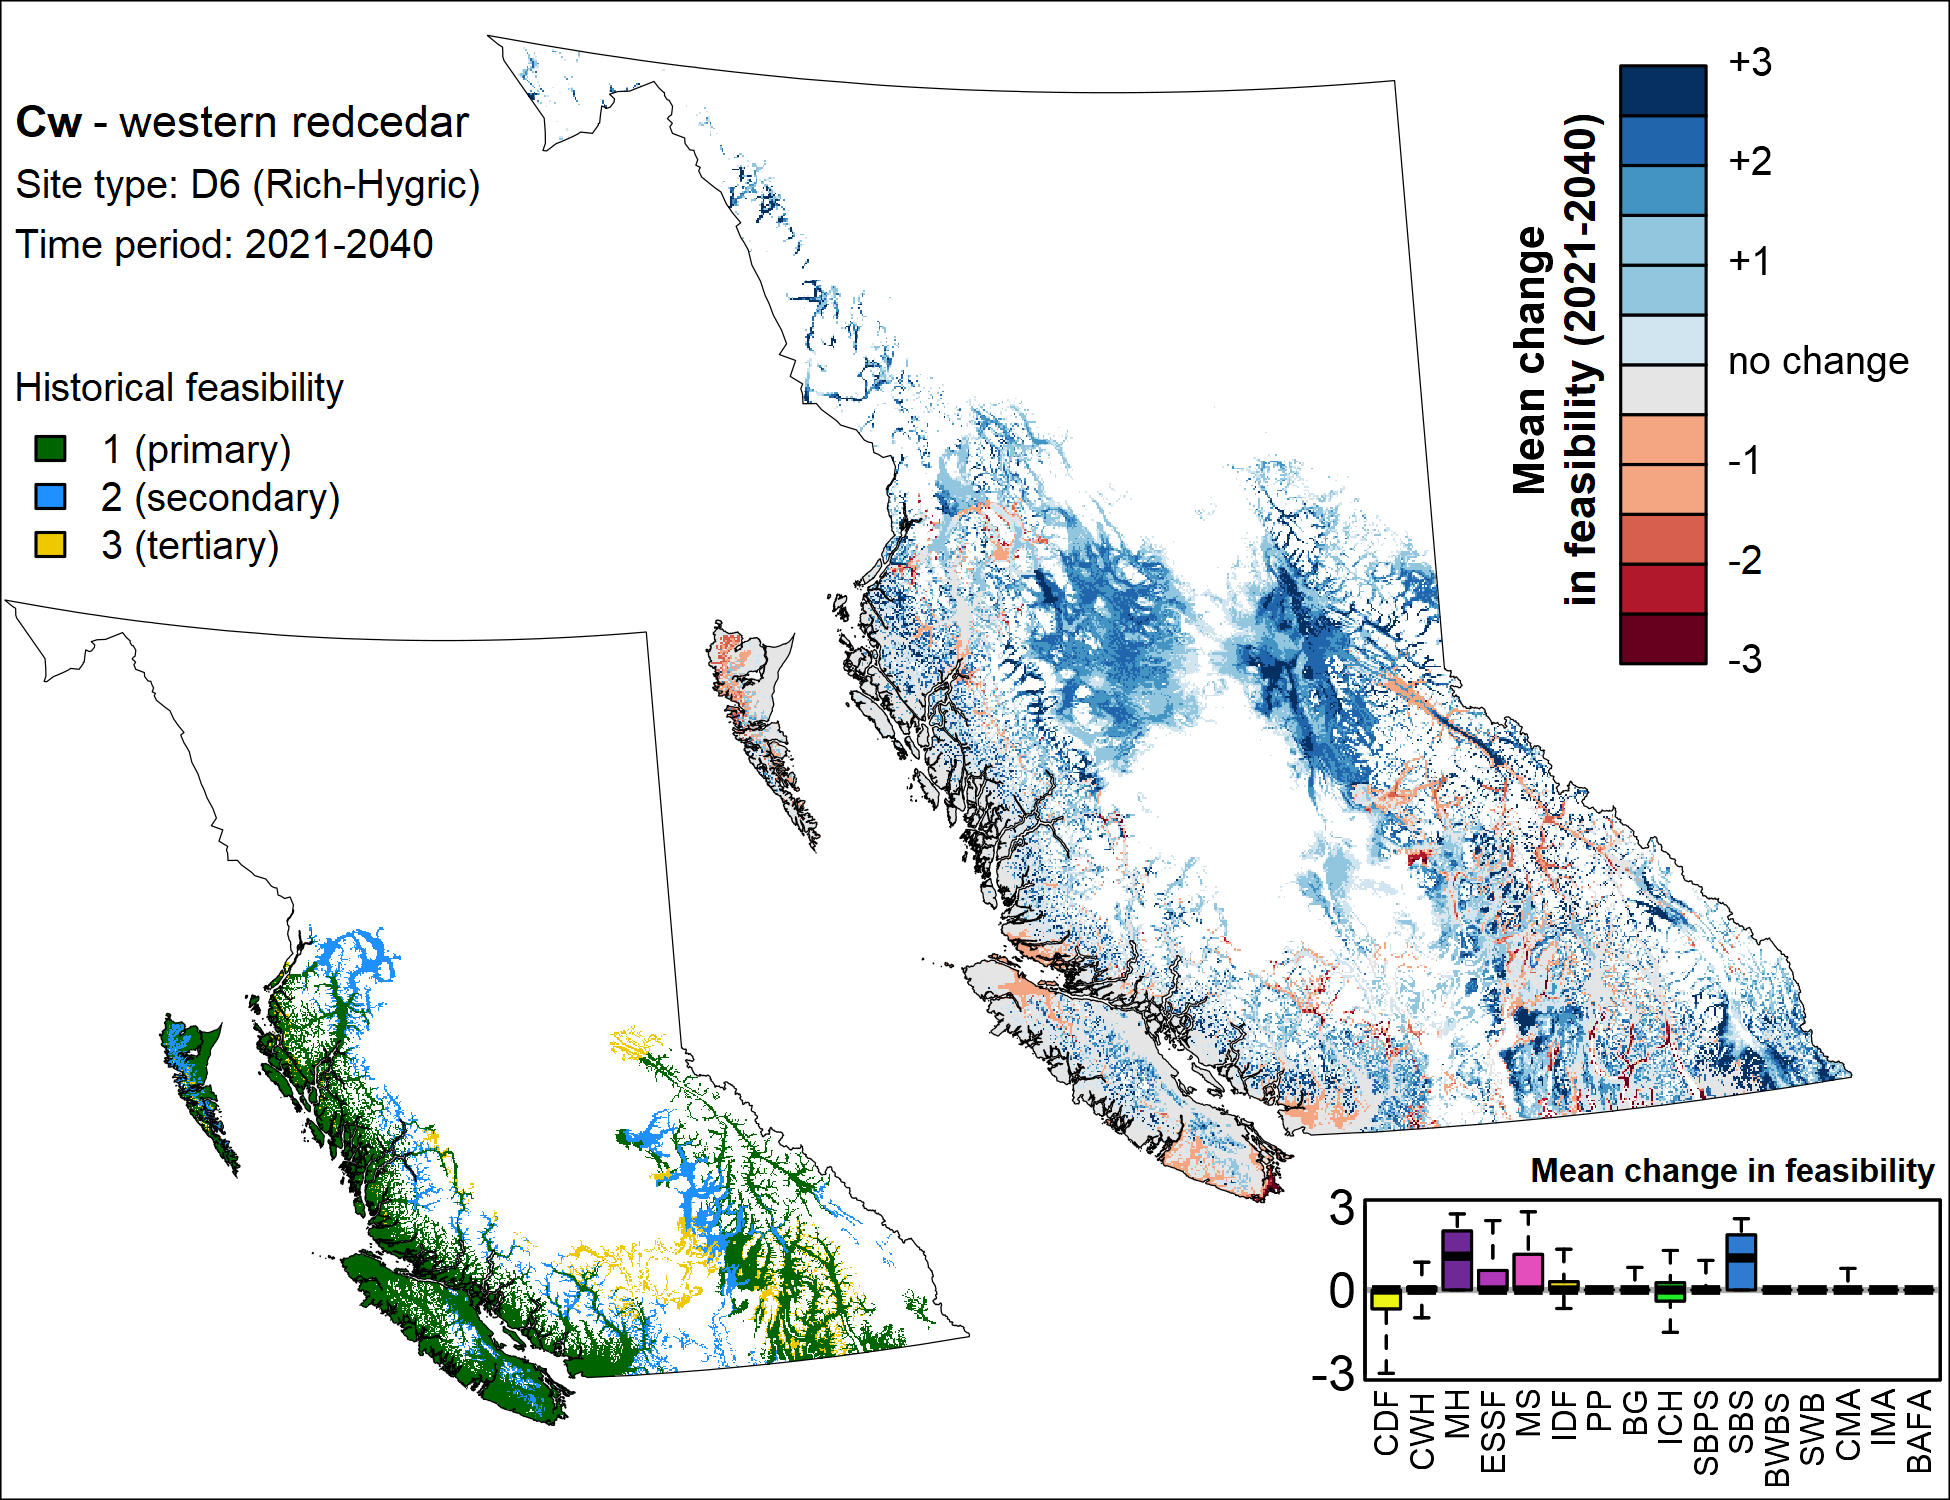 Cw - western redcedar
Site type: D6 (Rich-Hygric)
Time period: 2021-2040
Historical feasibility
1 (primary)
2 (secondary)
3 (tertiary)
Mean change
in feasibility (2021-2040)
+3
+2
+1
no change
-1
-2
-3
Mean change in feasibility
3
0
-3
CDF
CWH
MH
ESSF
MS
IDF
PP
BG
ICH
SBPS
SBS
BWBS
SWB
CMA
IMA
BAFA